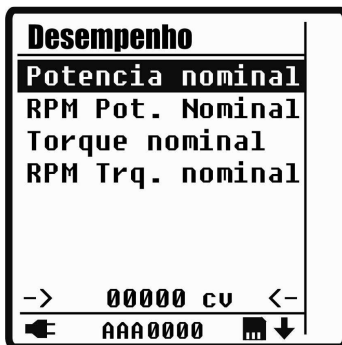 Desempenho
Potencia nominal
RPM Pot. Nominal
Torque nominal
RPM Trq. nominal
-> 00000 cv <-
AAA0000